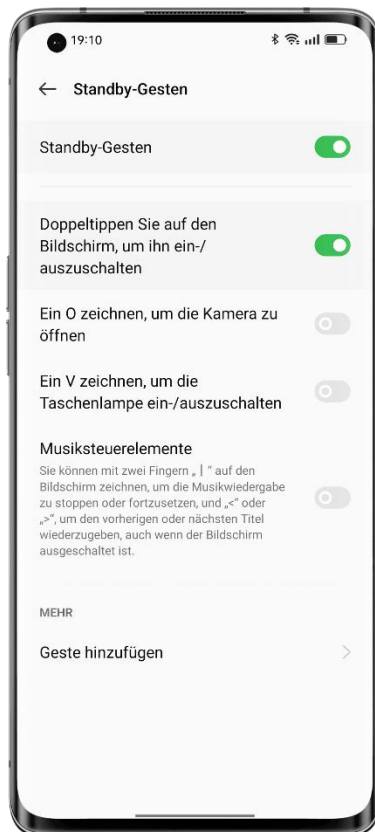 19:10
Standby-Gesten
Standby-Gesten
Doppeltippen Sie auf den
Bildschirm, um ihn ein-/
auszuschalten
Ein O zeichnen, um die Kamera zu
öffnen
Ein V zeichnen, um die
Taschenlampe ein-/auszuschalten
Musiksteuerelemente
Sie können mit zwei Fingern „ | “ auf den
Bildschirm zeichnen, um die Musikwiedergabe
zu stoppen oder fortzusetzen, und „<“ oder
„>“, um den vorherigen oder nächsten Titel
wiederzugeben, auch wenn der Bildschirm
ausgeschaltet ist.
MEHR
Geste hinzufügen